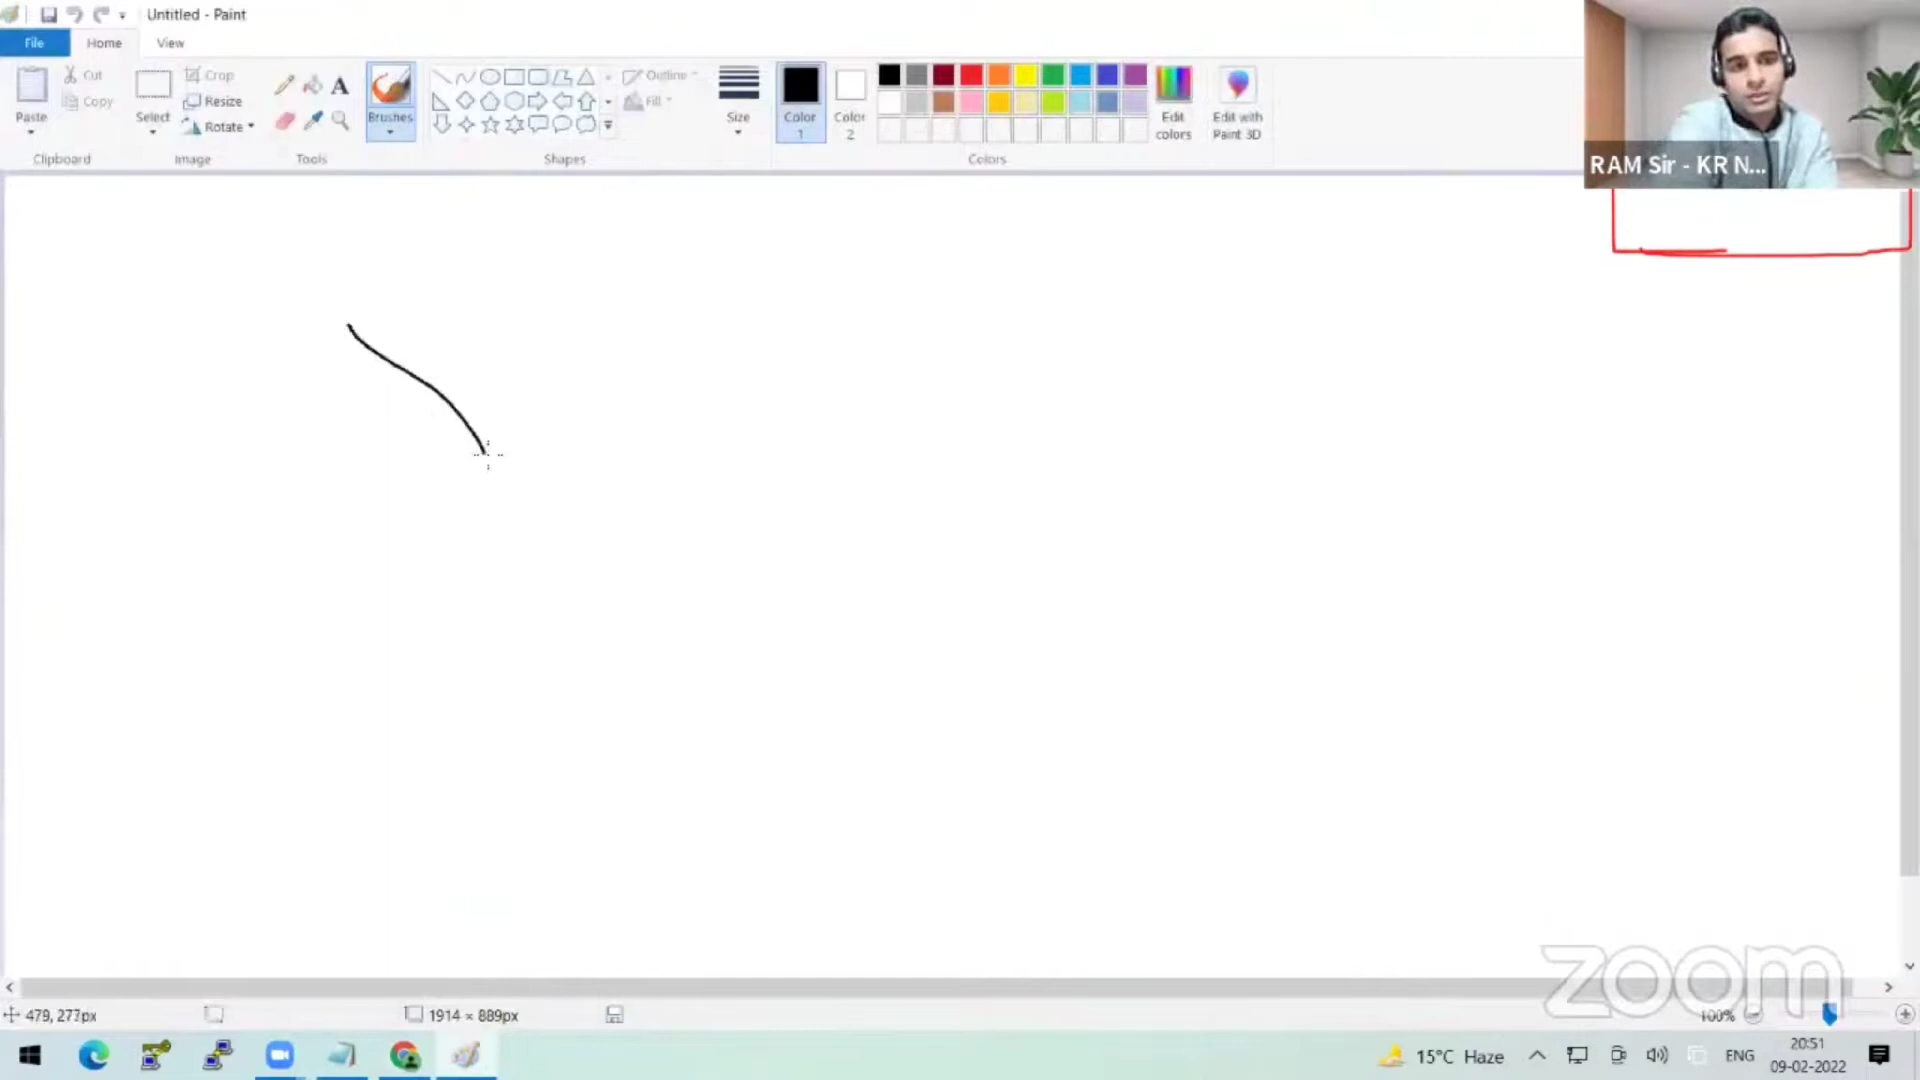 Untitled - Paint
File Home View
Paste
Cut
Copy
Clipboard
Select
Crop
Resize
Rotate
Image
A
Tools
Brushes
Outline
Fill
Shapes
Size
Color 1
Color 2
Edit colors
Colors
Edit with Paint 3D
RAM Sir - KR N...
zoom
479, 277px
1914 × 889px
100%
15°C Haze
ENG
20:51
09-02-2022